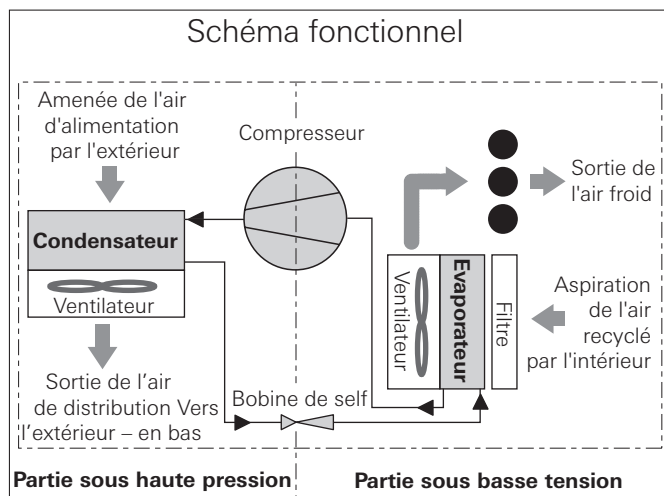 Schéma fonctionnel
Amenée de l'air
d'alimentation
par l'extérieur
Compresseur
Sortie de
l'air froid
Condensateur
Ventilateur
Ventilateur
Evaporateur
Filtre
Aspiration
de l'air
recyclé
par l'intérieur
Sortie de l'air
de distribution Vers
l'extérieur – en bas
Bobine de self
Partie sous haute pression
Partie sous basse tension